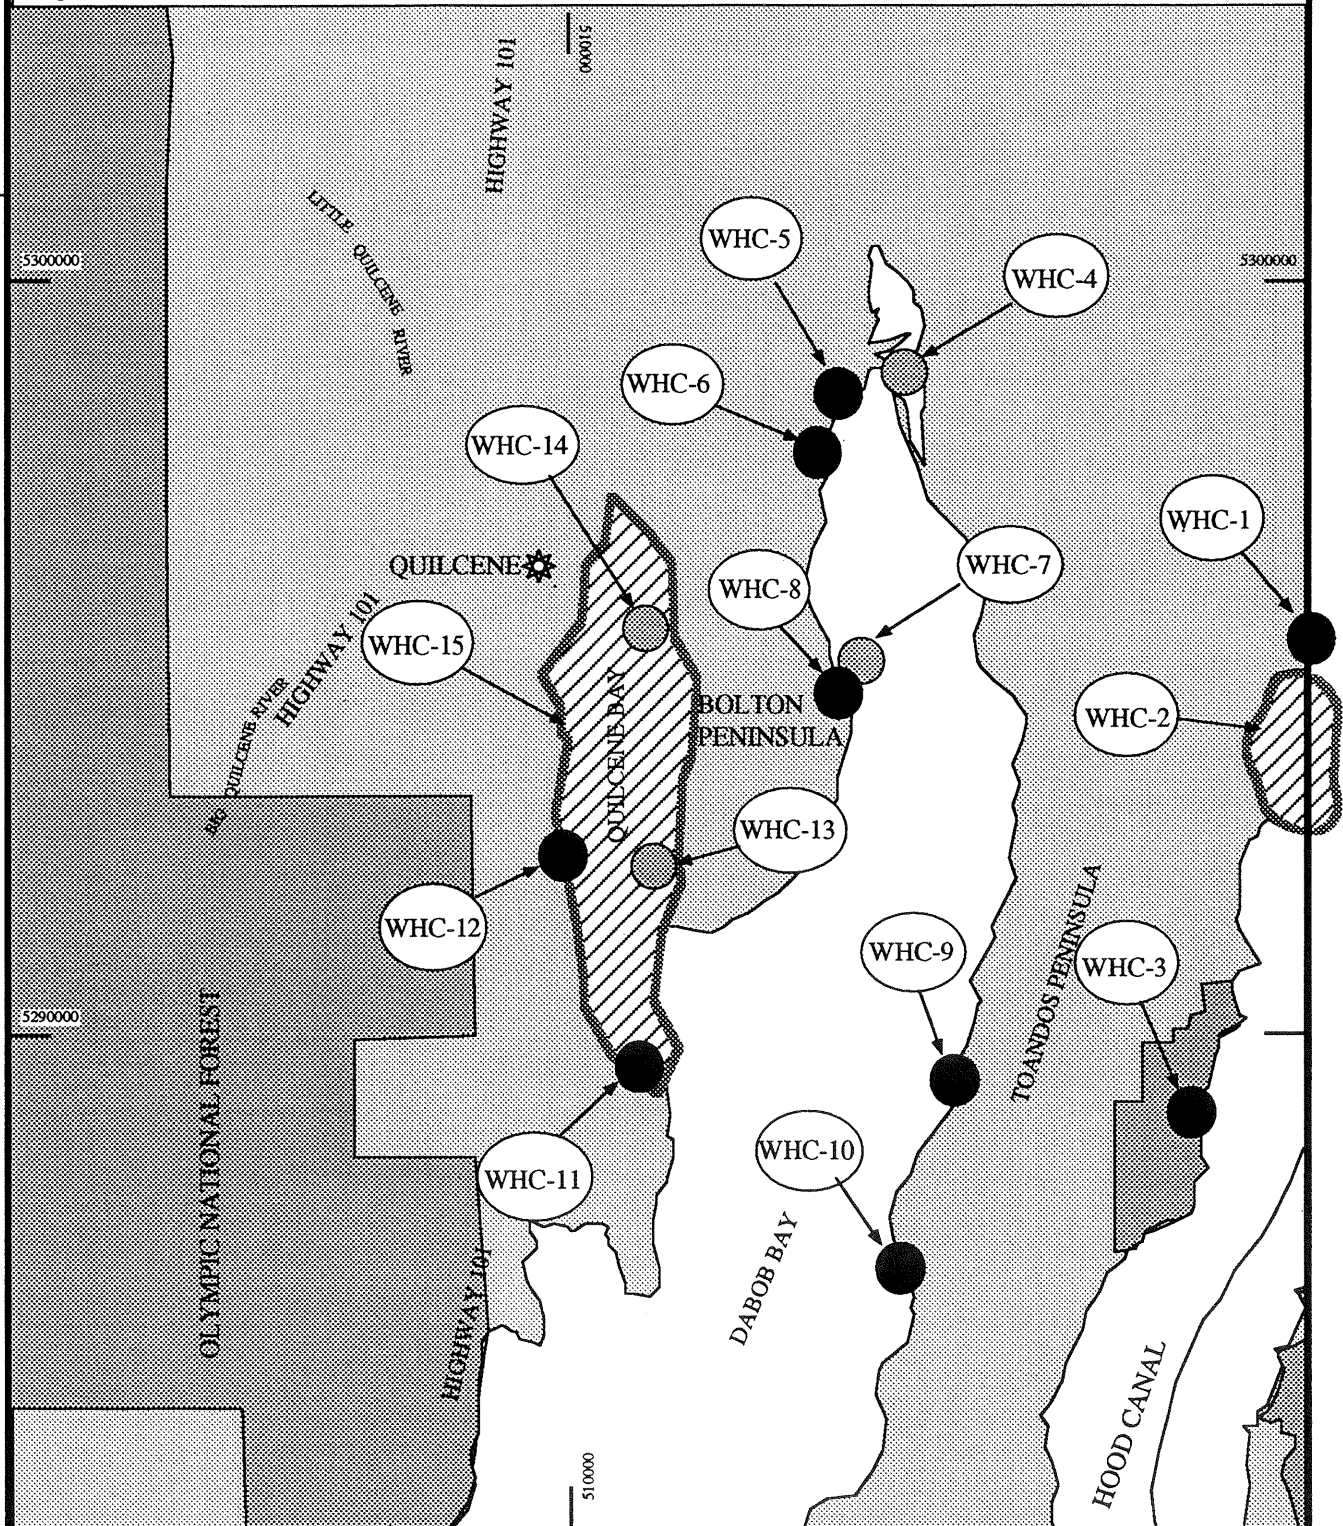 510000
HIGHWAY 101
LITTLE QUILCENE RIVER
WHC-5
5300000
5300000
WHC-4
WHC-6
WHC-14
WHC-1
QUILCENE
WHC-7
WHC-8
HIGHWAY 101
WHC-15
BIG QUILCENE RIVER
QUILCENE BAY
BOLTON
PENINSULA
WHC-2
WHC-13
WHC-12
WHC-9
TOANDOS PENINSULA
WHC-3
5290000
OLYMPIC NATIONAL FOREST
WHC-10
WHC-11
DABOB BAY
HIGHWAY 101
HOOD CANAL
510000